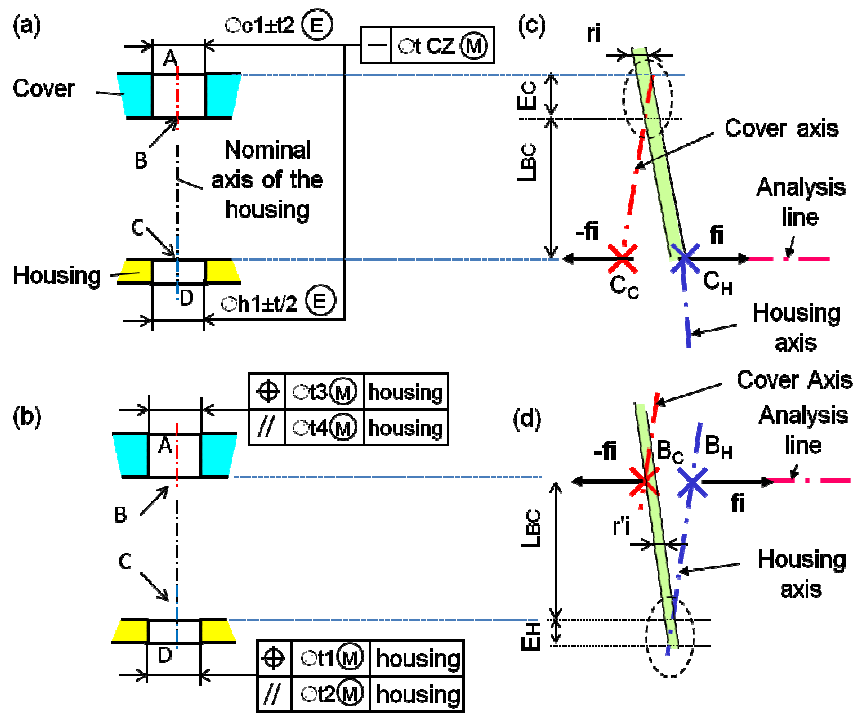 (a)
∅c1±t2 Ⓔ
— ∅t CZ Ⓜ
A
Cover
B
Nominal
axis of the
housing
C
Housing
D
∅h1±t/2 Ⓔ
(c)
ri
EC
LBC
Cover axis
Analysis
line
-fi
fi
CC
CH
Housing
axis
(b)
⌖ ∅t3 Ⓜ housing
// ∅t4 Ⓜ housing
A
B
C
D
⌖ ∅t1 Ⓜ housing
// ∅t2 Ⓜ housing
(d)
Cover Axis
Analysis
line
-fi
BC
BH
fi
LBC
r'i
Housing
axis
EH